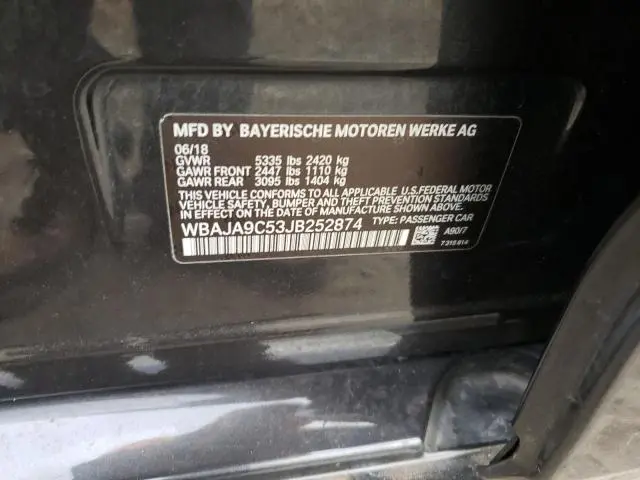 MFD BY BAYERISCHE MOTOREN WERKE AG
06/18
GVWR 5335 lbs 2420 kg
GAWR FRONT 2447 lbs 1110 kg
GAWR REAR 3095 lbs 1404 kg
THIS VEHICLE CONFORMS TO ALL APPLICABLE U.S.FEDERAL MOTOR
VEHICLE SAFETY, BUMPER AND THEFT PREVENTION STANDARDS
IN EFFECT ON THE DATE OF MANUFACTURE SHOWN ABOVE.
WBAJA9C53JB252874 TYPE: PASSENGER CAR
A90/7
7315814